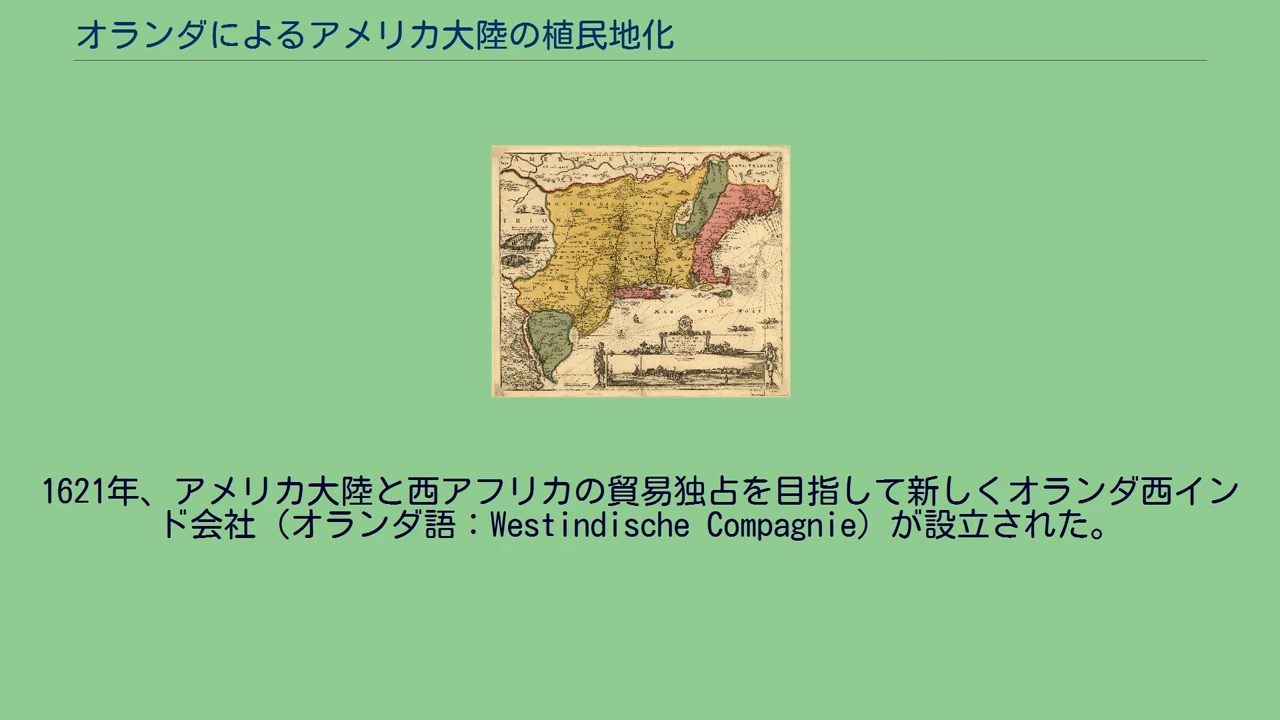 オランダによるアメリカ大陸の植民地化
1621年、アメリカ大陸と西アフリカの貿易独占を目指して新しくオランダ西イン
ド会社（オランダ語：Westindische Compagnie）が設立された。